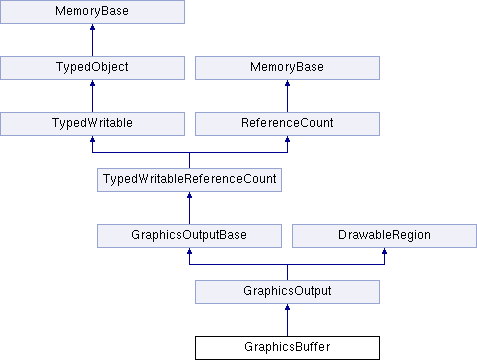 MemoryBase
TypedObject
MemoryBase
TypedWritable
ReferenceCount
TypedWritableReferenceCount
GraphicsOutputBase
DrawableRegion
GraphicsOutput
GraphicsBuffer